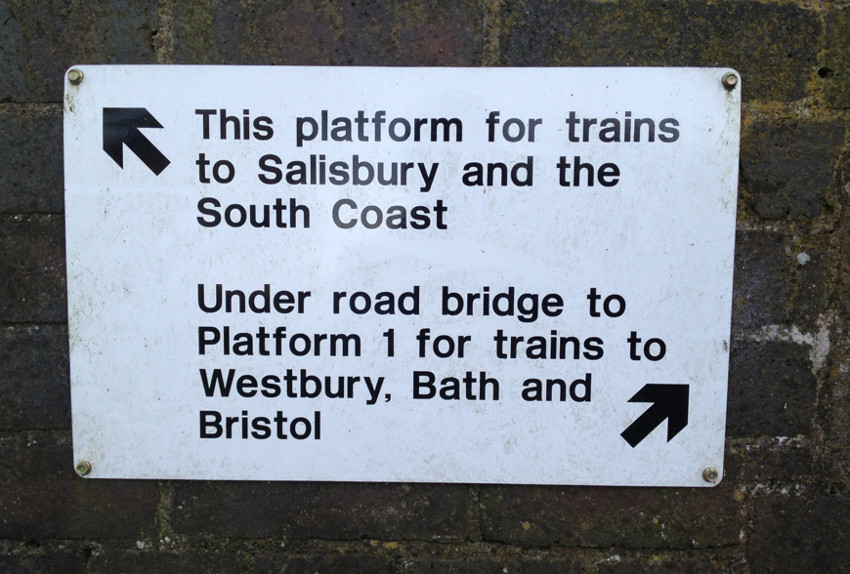 This platform for trains
to Salisbury and the
South Coast
Under road bridge to
Platform 1 for trains to
Westbury, Bath and
Bristol